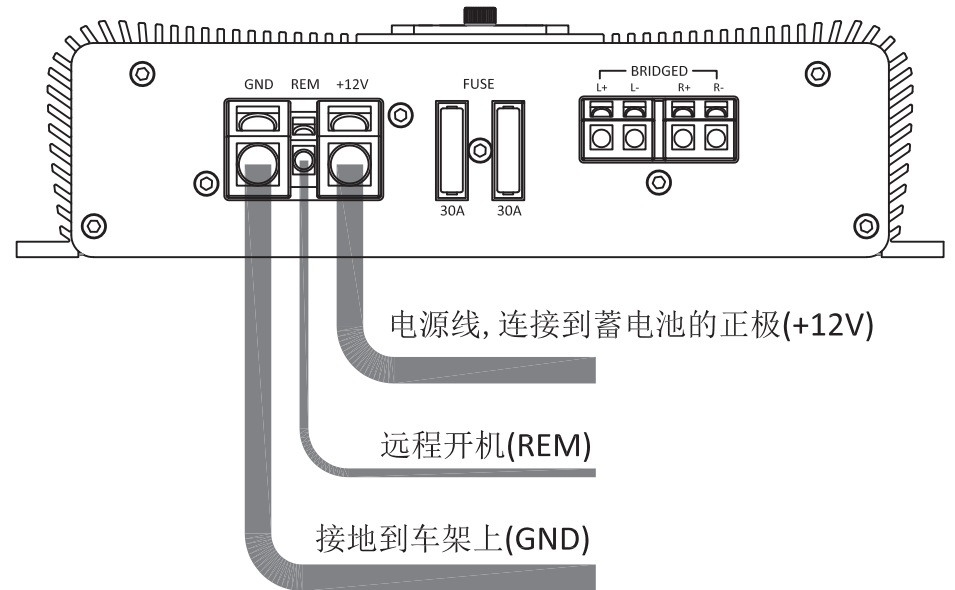 BRIDGED
GND REM +12V FUSE L+ L- R+ R-
30A 30A
电源线, 连接到蓄电池的正极(+12V)
远程开机(REM)
接地到车架上(GND)